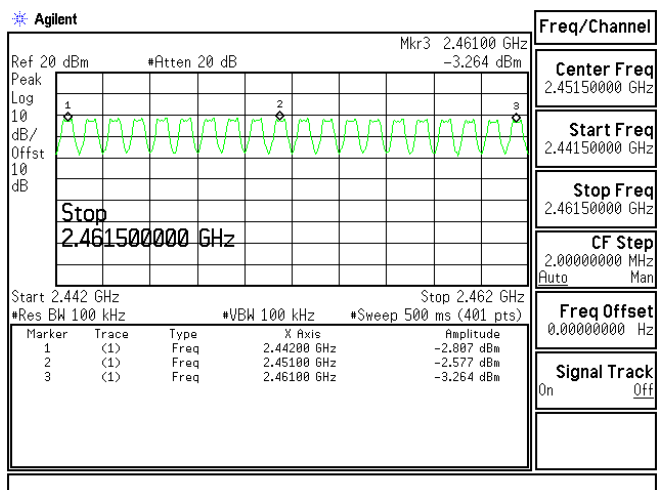 Agilent
Freq/Channel
Mkr3 2.46100 GHz
Ref 20 dBm #Atten 20 dB -3.264 dBm
Peak
Log
10
dB/
Offst
10
dB
1 2 3
Stop
2.461500000 GHz
Start 2.442 GHz Stop 2.462 GHz
#Res BW 100 kHz #VBW 100 kHz #Sweep 500 ms (401 pts)
Marker Trace Type X Axis Amplitude
1 (1) Freq 2.44200 GHz -2.807 dBm
2 (1) Freq 2.45100 GHz -2.577 dBm
3 (1) Freq 2.46100 GHz -3.264 dBm
Center Freq
2.45150000 GHz
Start Freq
2.44150000 GHz
Stop Freq
2.46150000 GHz
CF Step
2.00000000 MHz
Auto Man
Freq Offset
0.00000000 Hz
Signal Track
On Off